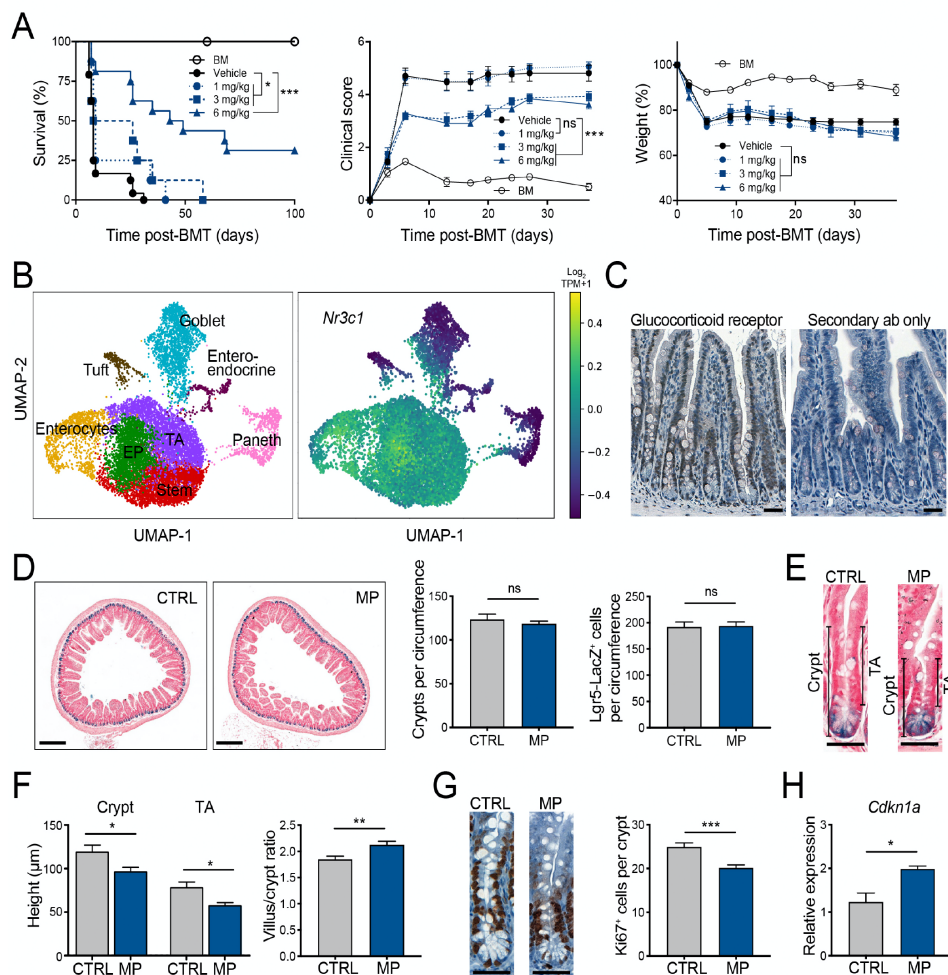 A
Survival (%)
100
75
50
25
0
0
50
100
Time post-BMT (days)
BM
Vehicle
1 mg/kg
3 mg/kg
6 mg/kg
*
***
Clinical score
6
4
2
0
0
10
20
30
Time post-BMT (days)
Vehicle
1 mg/kg
3 mg/kg
6 mg/kg
BM
ns
***
Weight (%)
100
80
60
40
0
10
20
30
Time post-BMT (days)
BM
Vehicle
1 mg/kg
3 mg/kg
6 mg/kg
ns
B
UMAP-2
Goblet
Tuft
Entero-
endocrine
Enterocytes
EP
TA
Paneth
Stem
UMAP-1
Nr3c1
UMAP-1
Log2
TPM+1
0.4
0.2
0.0
−0.2
−0.4
C
Glucocorticoid receptor
Secondary ab only
D
CTRL
MP
Crypts per circumference
150
100
50
0
ns
CTRL
MP
Lgr5-LacZ+ cells
per circumference
250
200
150
100
50
0
ns
CTRL
MP
E
CTRL
MP
Crypt
TA
Crypt
TA
F
Crypt
TA
Height (µm)
150
100
50
0
*
*
CTRL MP
CTRL MP
Villus/crypt ratio
2.5
2.0
1.5
1.0
0.5
0.0
**
CTRL
MP
G
CTRL
MP
Ki67+ cells per crypt
30
20
10
0
***
CTRL
MP
H
Cdkn1a
Relative expression
3
2
1
0
*
CTRL
MP